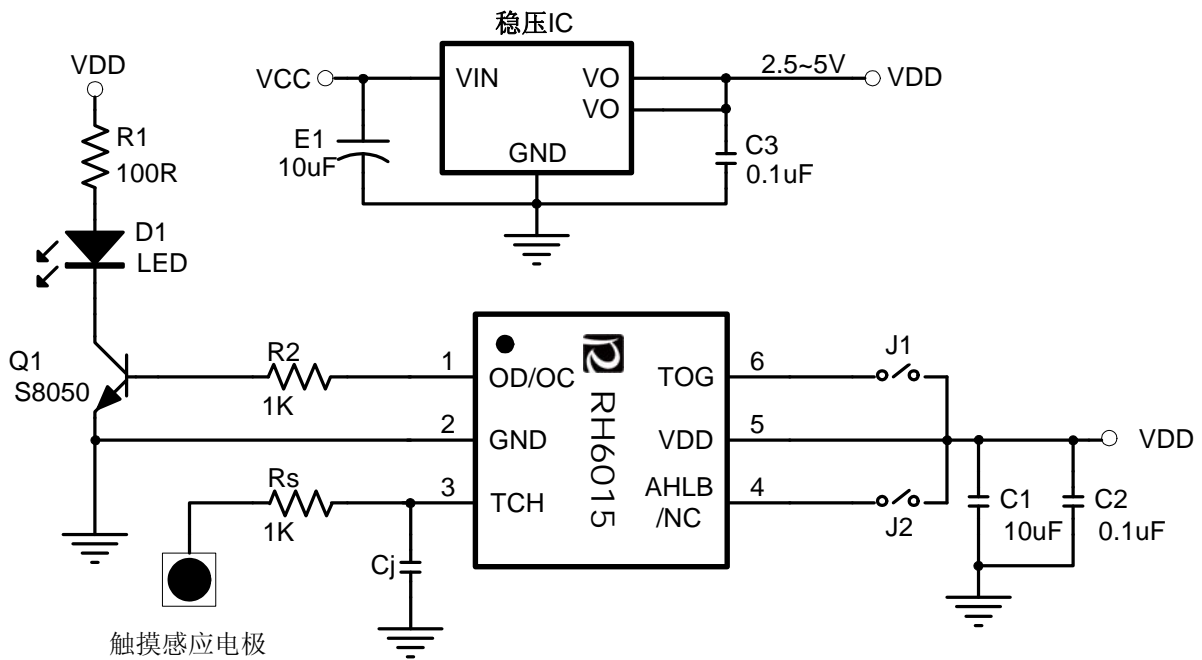 稳压IC
VDD
VCC
VIN
VO
2.5~5V
VDD
VO
R1
100R
E1
10uF
GND
C3
0.1uF
D1
LED
Q1
S8050
R2
1K
1
OD/OC
TOG
6
J1
2
GND
VDD
5
VDD
Rs
1K
3
TCH
AHLB
/NC
4
J2
RH6015
C1
10uF
C2
0.1uF
Cj
触摸感应电极